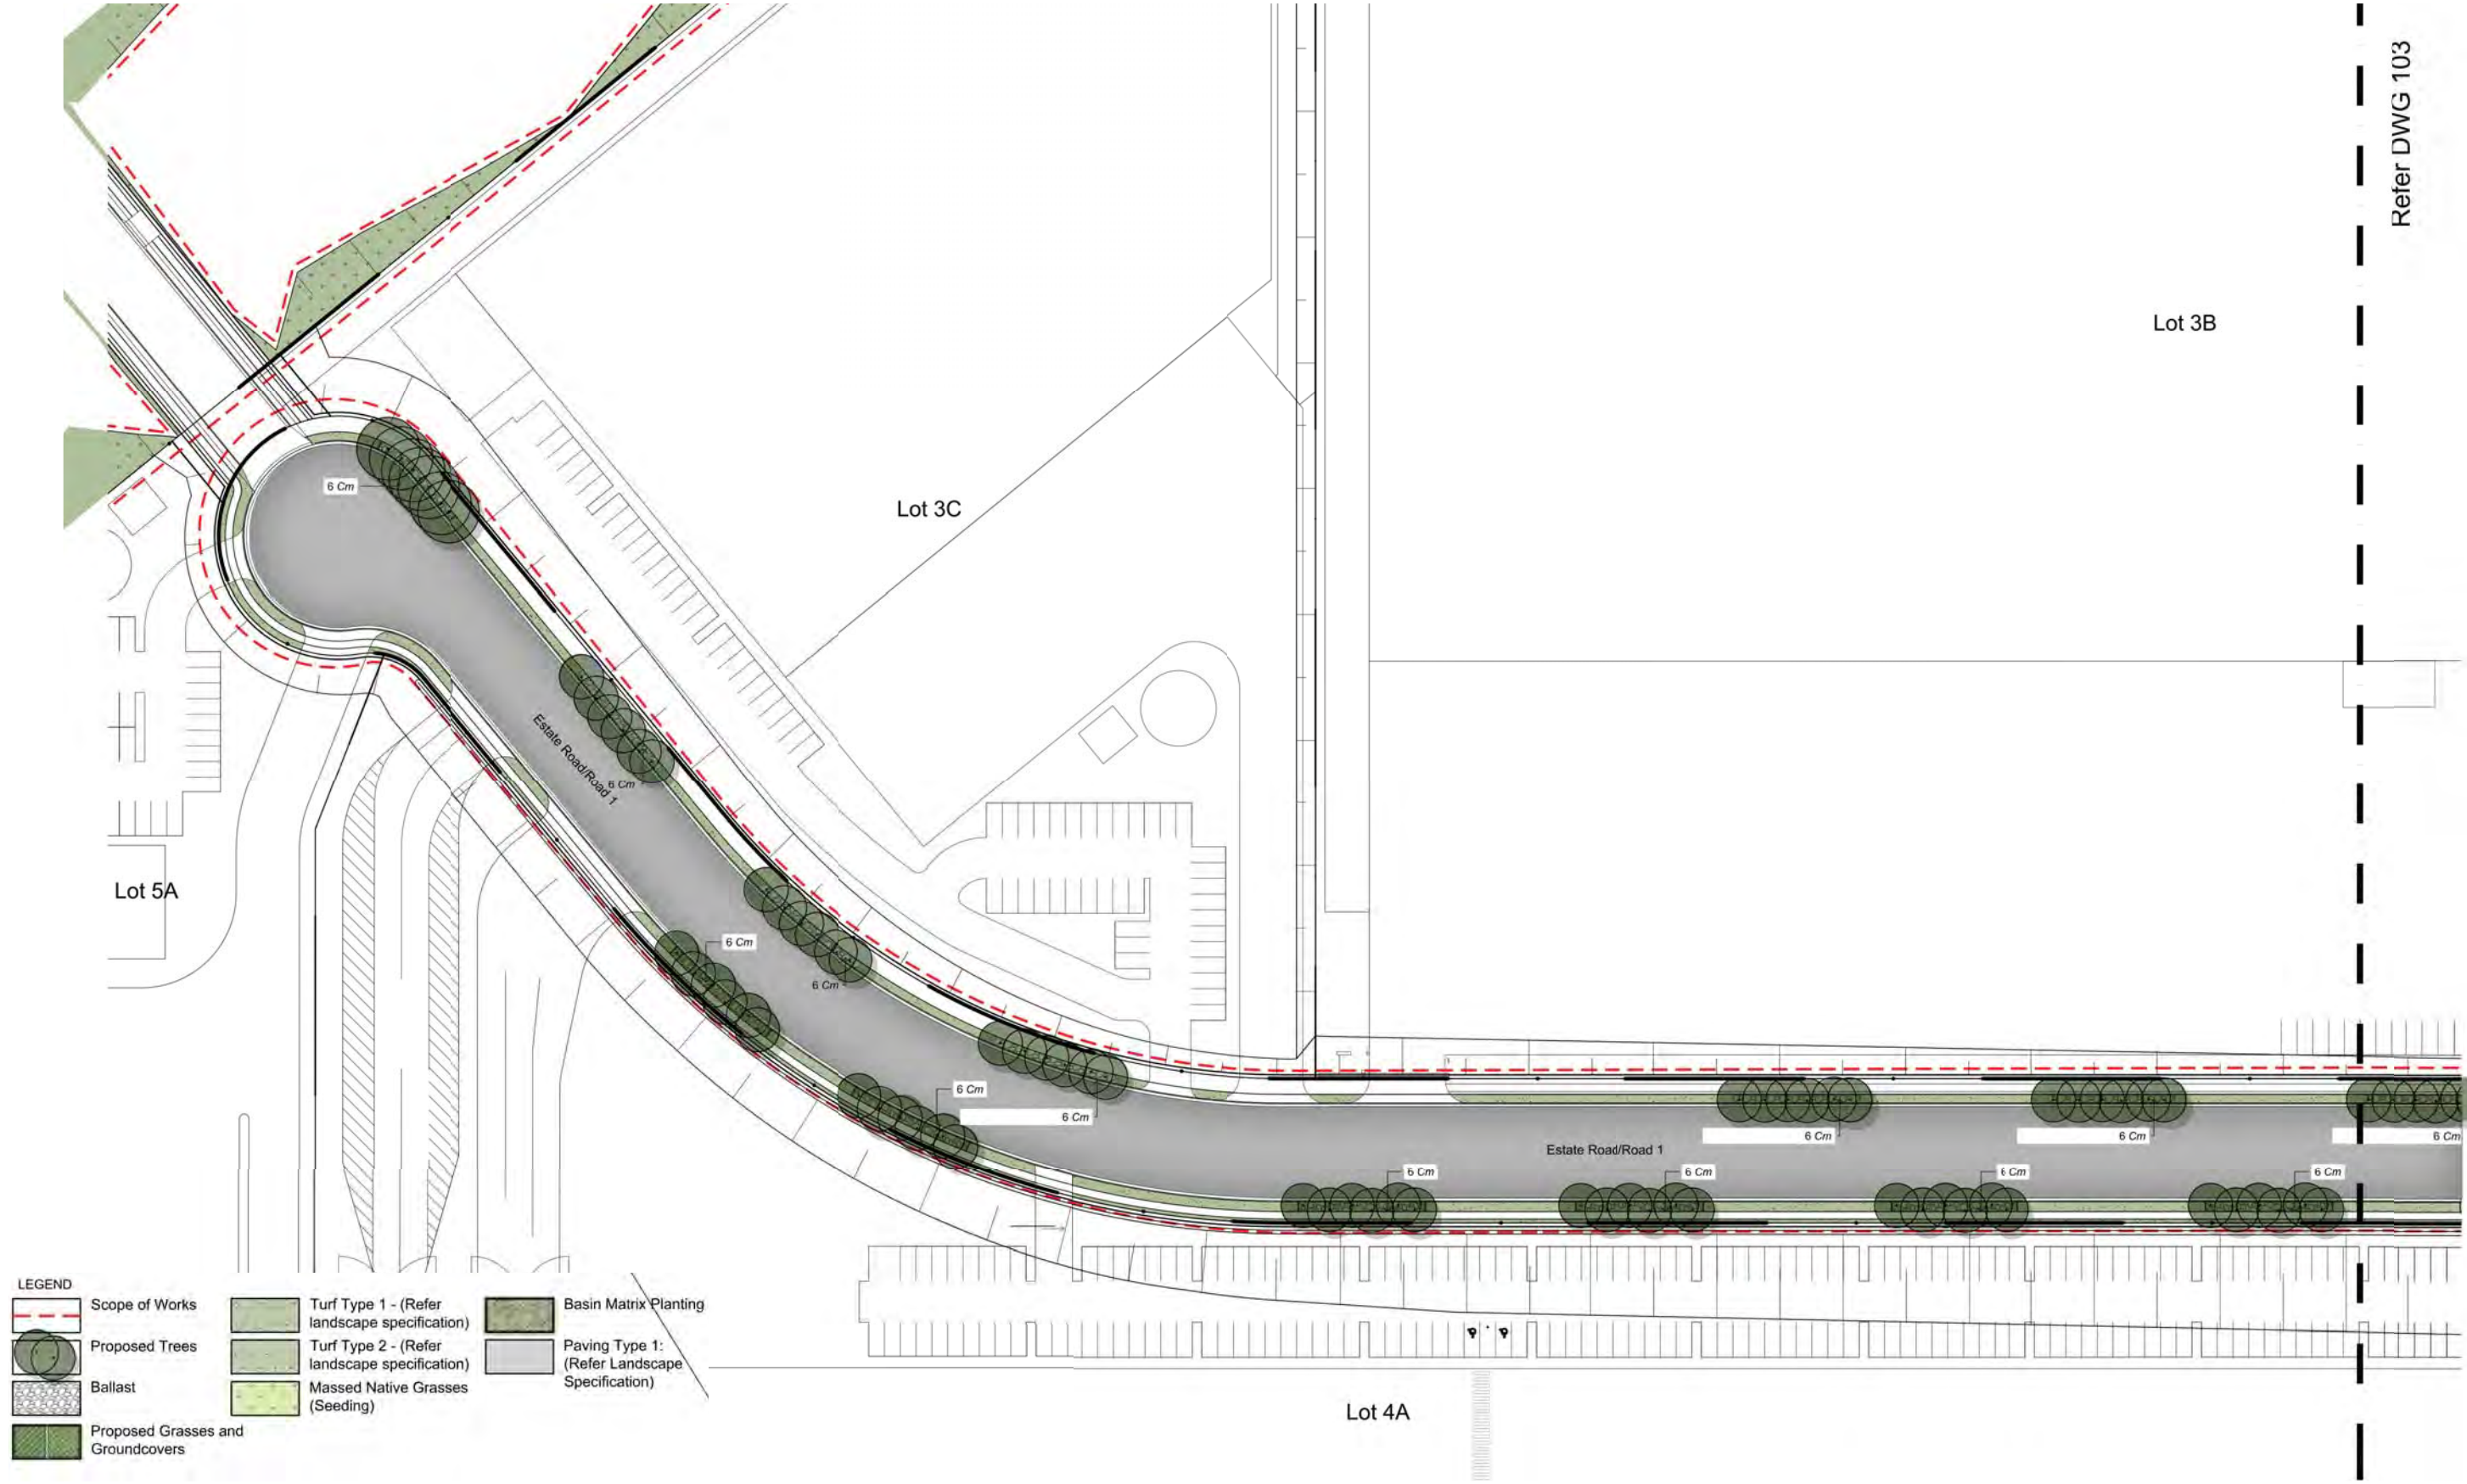 Refer DWG 103
Lot 3B
6 Cm
Lot 3C
Estate Road/Road 1
6 Cm
Lot 5A
6 Cm
6 Cm
6 Cm
6 Cm
6 Cm
6 Cm
6 Cm
Estate Road/Road 1
6 Cm
6 Cm
6 Cm
6 Cm
Lot 4A
LEGEND
Scope of Works
Proposed Trees
Ballast
Proposed Grasses and
Groundcovers
Turf Type 1 - (Refer
landscape specification)
Turf Type 2 - (Refer
landscape specification)
Massed Native Grasses
(Seeding)
Basin Matrix Planting
Paving Type 1:
(Refer Landscape
Specification)